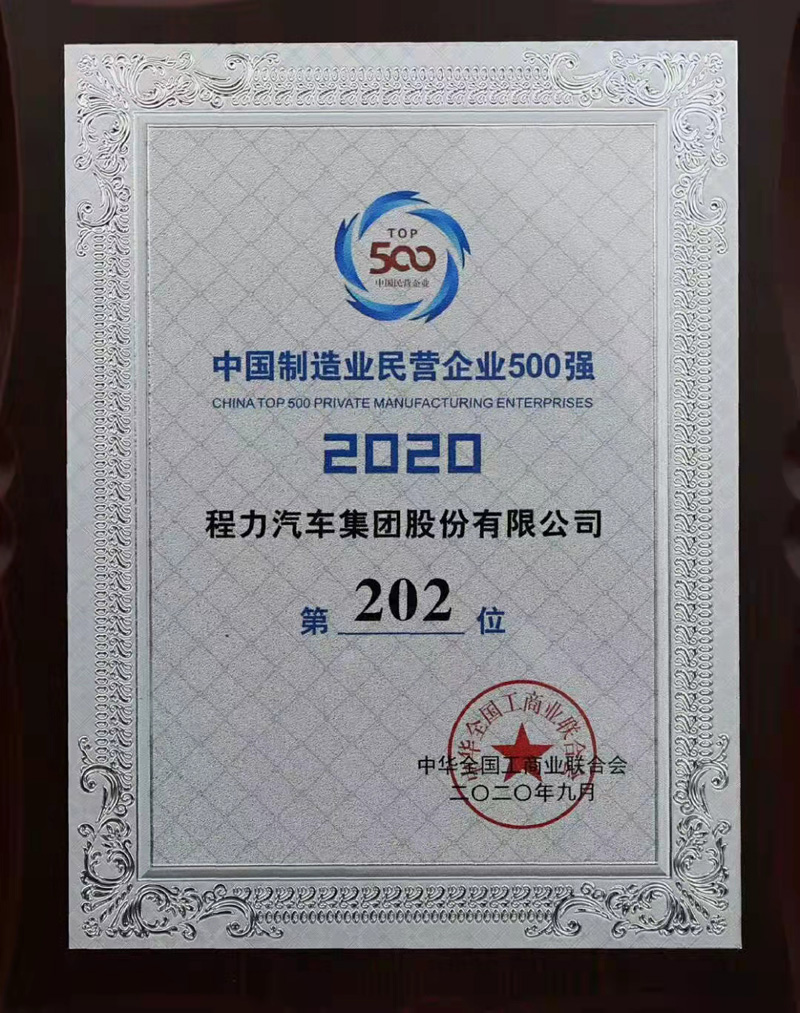 TOP
500
中国民营企业
中国制造业民营企业500强
CHINA TOP 500 PRIVATE MANUFACTURING ENTERPRISES
2020
程力汽车集团股份有限公司
第 202 位
中华全国工商业联合会
中华全国工商业联合会
二〇二〇年九月